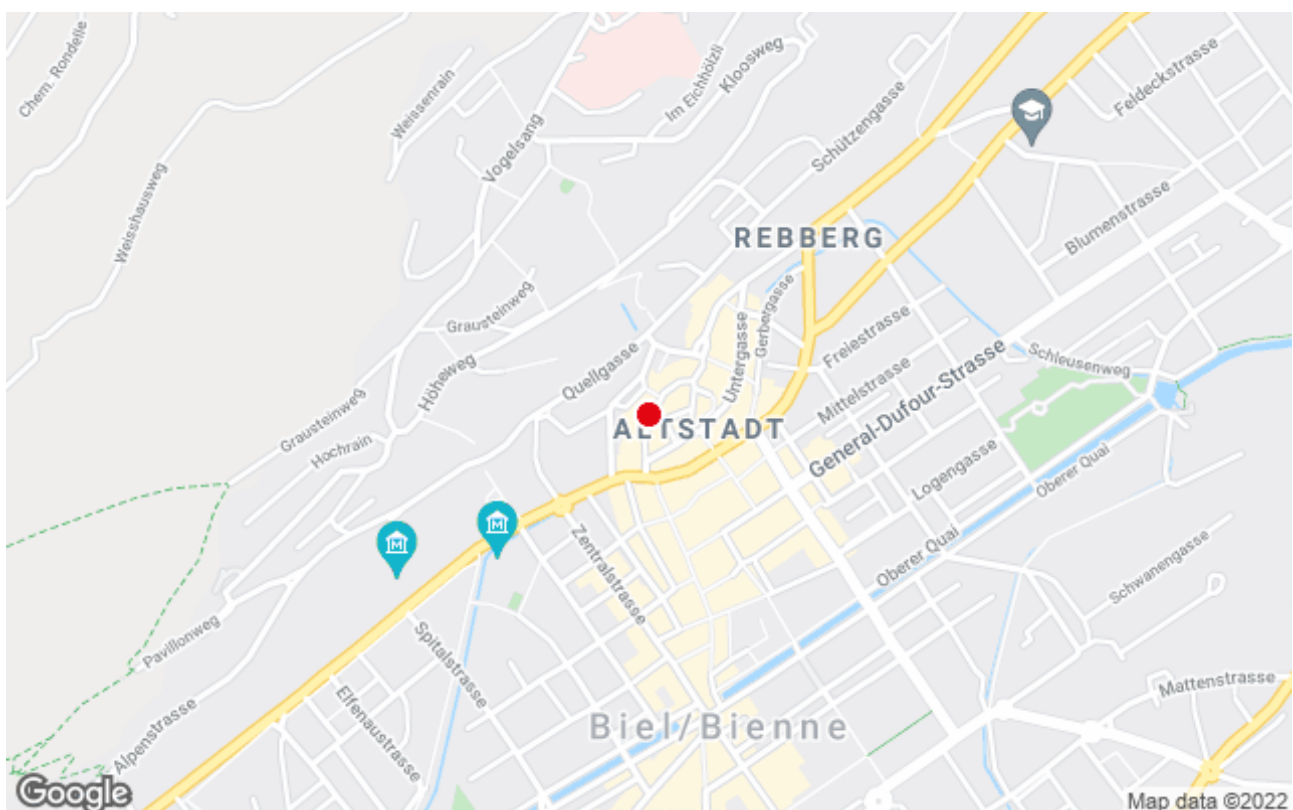 Chem. Rondelle
Weisshausweg
Weissenrain
Vogelsang
Im Eichhölzli
Kloosweg
Schützengasse
Feldeckstrasse
Blumenstrasse
REBBERG
Grausteinweg
Höheweg
Quellgasse
Untergasse
Gerbergasse
Freiestrasse
Mittelstrasse
General-Dufour-Strasse
Schleusenweg
Grausteinweg
Hochrain
ALTSTADT
Logengasse
Oberer Quai
Oberer Quai
Schwanengasse
Zentralstrasse
Pavillonweg
Spitalstrasse
Elfenaustrasse
Alpenstrasse
Mattenstrasse
Biel/Bienne
M
M
Google
Map data ©2022